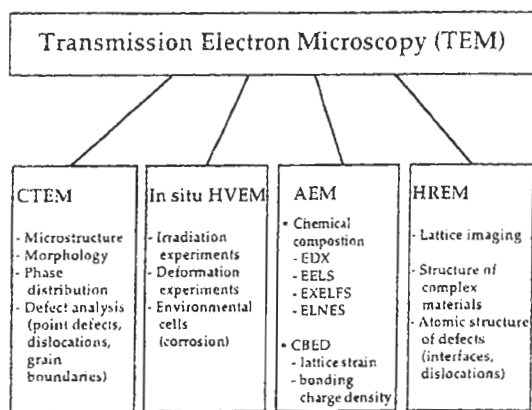 Transmission Electron Microscopy (TEM)
CTEM
- Microstructure
- Morphology
- Phase
distribution
- Defect analysis
(point defects,
dislocations,
grain
boundaries)
In situ HVEM
- Irradiation
experiments
- Deformation
experiments
- Environmental
cells
(corrosion)
AEM
• Chemical
compostion
- EDX
- EELS
- EXELFS
- ELNES
• CBED
- lattice strain
- bonding
charge density
HREM
- Lattice imaging
- Structure of
complex
materials
- Atomic structure
of defects
(interfaces,
dislocations)